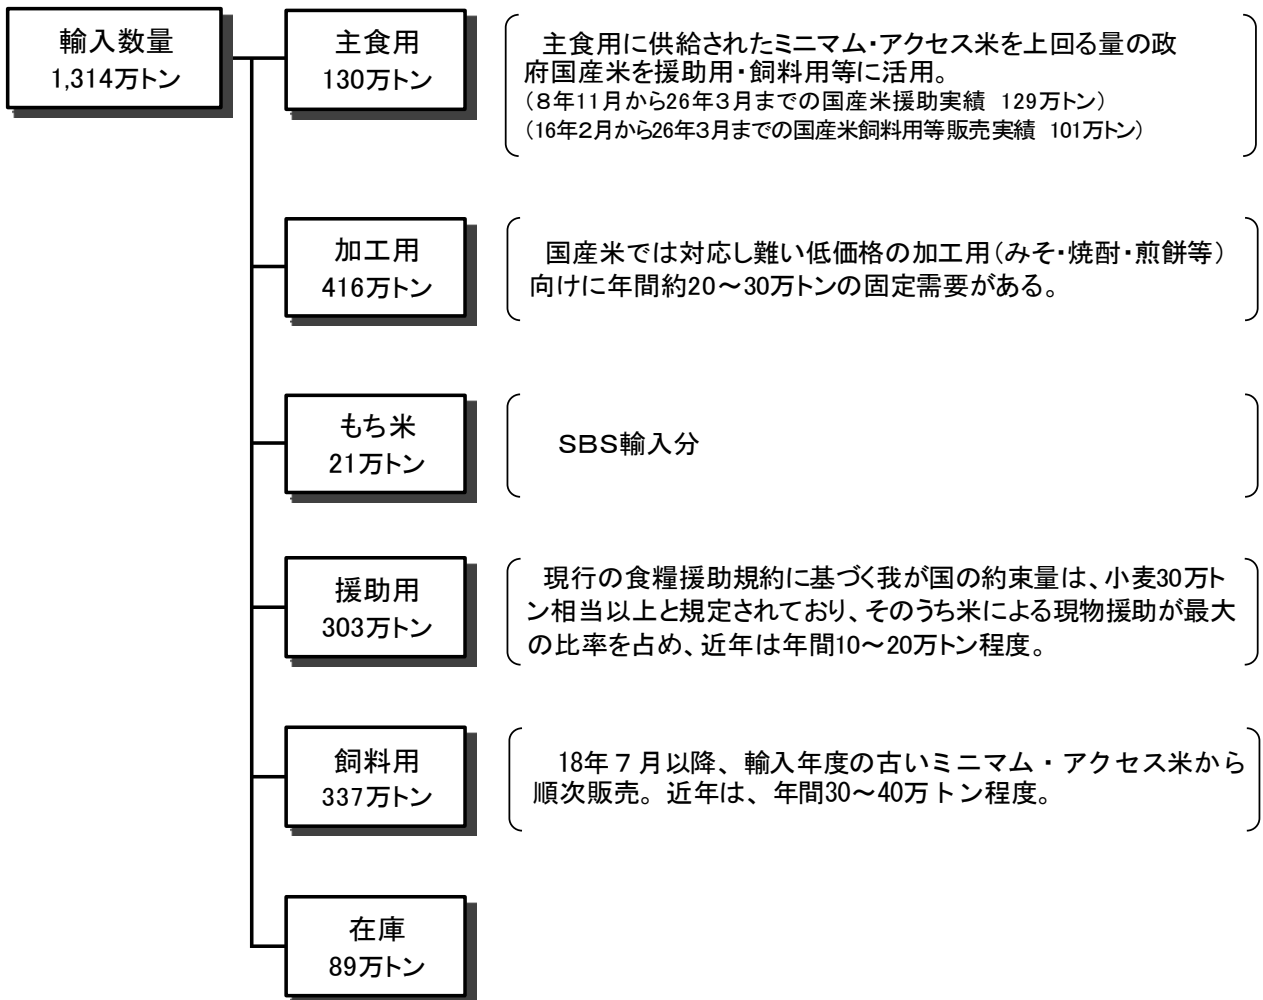 輸入数量
1,314万トン
主食用
130万トン
主食用に供給されたミニマム・アクセス米を上回る量の政
府国産米を援助用・飼料用等に活用。
(８年11月から26年３月までの国産米援助実績 129万トン)
(16年２月から26年３月までの国産米飼料用等販売実績 101万トン)
加工用
416万トン
国産米では対応し難い低価格の加工用(みそ・焼酎・煎餅等)
向けに年間約20～30万トンの固定需要がある。
もち米
21万トン
ＳＢＳ輸入分
援助用
303万トン
現行の食糧援助規約に基づく我が国の約束量は、小麦30万ト
ン相当以上と規定されており、そのうち米による現物援助が最大
の比率を占め、近年は年間10～20万トン程度。
飼料用
337万トン
18年７月以降、輸入年度の古いミニマム・アクセス米から
順次販売。近年は、年間30～40万トン程度。
在庫
89万トン